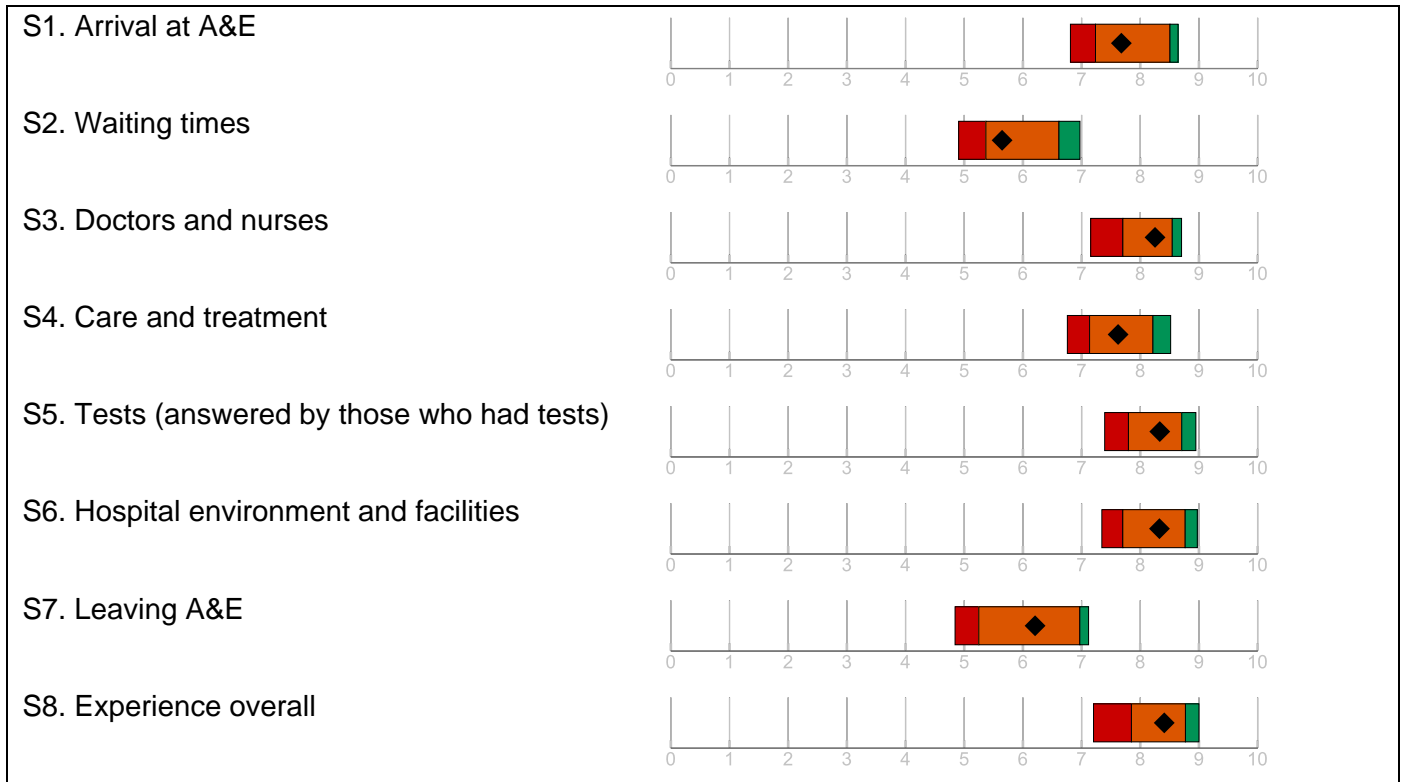 S1. Arrival at A&E
0 1 2 3 4 5 6 7 8 9 10
S2. Waiting times
0 1 2 3 4 5 6 7 8 9 10
S3. Doctors and nurses
0 1 2 3 4 5 6 7 8 9 10
S4. Care and treatment
0 1 2 3 4 5 6 7 8 9 10
S5. Tests (answered by those who had tests)
0 1 2 3 4 5 6 7 8 9 10
S6. Hospital environment and facilities
0 1 2 3 4 5 6 7 8 9 10
S7. Leaving A&E
0 1 2 3 4 5 6 7 8 9 10
S8. Experience overall
0 1 2 3 4 5 6 7 8 9 10